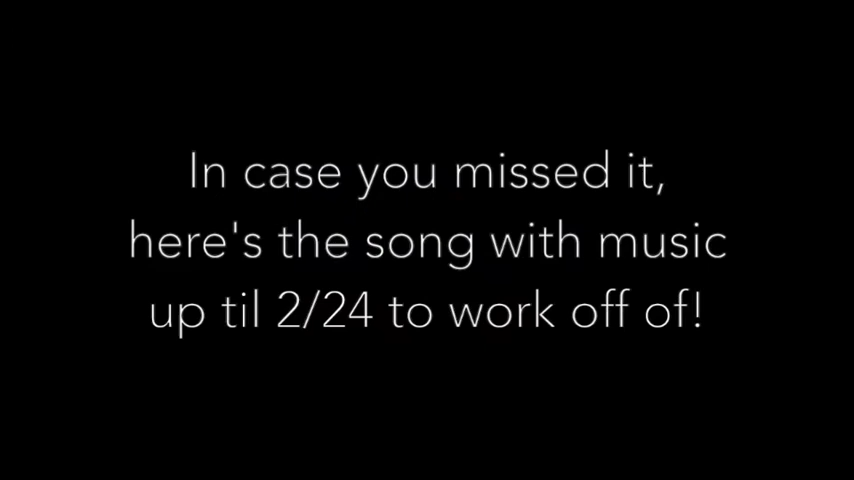 In case you missed it,
here's the song with music
up til 2/24 to work off of!